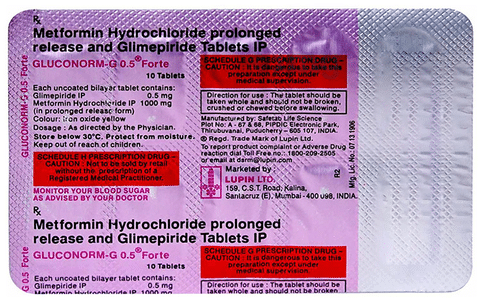 Rx
Metformin Hydrochloride prolonged
release and Glimepiride Tablets IP
GLUCONORM-G 0.5® Forte
10 Tablets
Each uncoated bilayer tablet contains:
Glimepiride IP 0.5 mg
Metformin Hydrochloride IP 1000 mg
(in prolonged release form)
Colour: Iron oxide yellow
Dosage : As directed by the Physician.
Store below 30°C. Protect from moisture.
Keep out of reach of children.
SCHEDULE H PRESCRIPTION DRUG -
CAUTION : Not to be sold by retail
without the prescription of a
Registered Medical Practitioner.
MONITOR YOUR BLOOD SUGAR
AS ADVISED BY YOUR DOCTOR
SCHEDULE G PRESCRIPTION DRUG -
CAUTION : It is dangerous to take this
preparation except under
medical supervision.
Direction for use : The tablet should be
taken whole and should not be broken,
crushed or chewed before swallowing.
Manufactured by: Safetab Life Science
Plot No: A - 67 & 68, PIPDIC Electronic Park,
Thirubuvanai, Puducherry - 605 107, INDIA.
® Regd. Trade Mark of Lupin Ltd.
To report product complaint or Adverse Drug
reaction dial Toll Free no.: 1800-209-2505
or email at dsrm@lupin.com
Marketed by :
LUPIN LTD.
159, C.S.T. Road, Kalina,
Santacruz (E), Mumbai - 400 098, INDIA.
R2
Mfg. Lic. No.: 07 13 1906
GLUCONORM-G 0.5 Forte
Rx
Metformin Hydrochloride prolonged
release and Glimepiride Tablets IP
GLUCONORM-G 0.5® Forte
10 Tablets
Each uncoated bilayer tablet contains:
Glimepiride IP 0.5 mg
Metformin Hydrochloride IP 1000 mg
SCHEDULE G PRESCRIPTION DRUG -
CAUTION : It is dangerous to take this
preparation except under
medical supervision.
Direction for use : The tablet should be
taken whole and should not be broken,